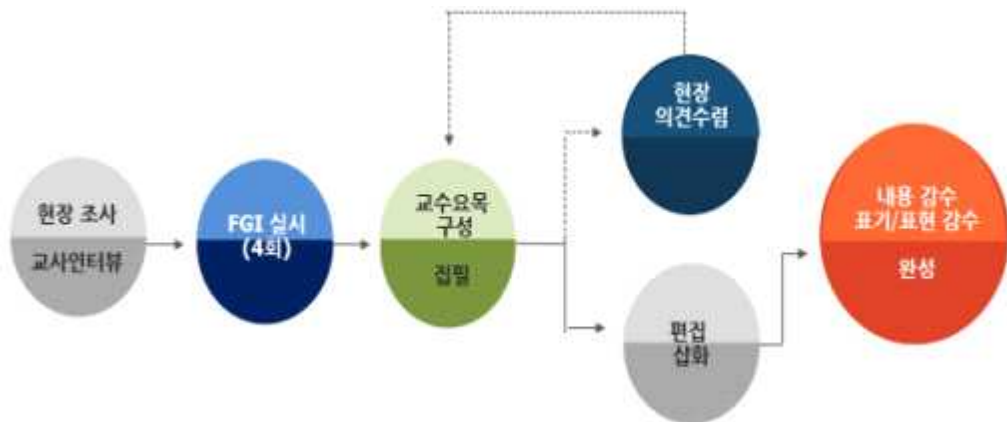 현장 조사
교사인터뷰
FGI 실시
(4회)
교수요목
구성
집필
현장
의견수렴
편집
삽화
내용 감수
표기/표현 감수
완성